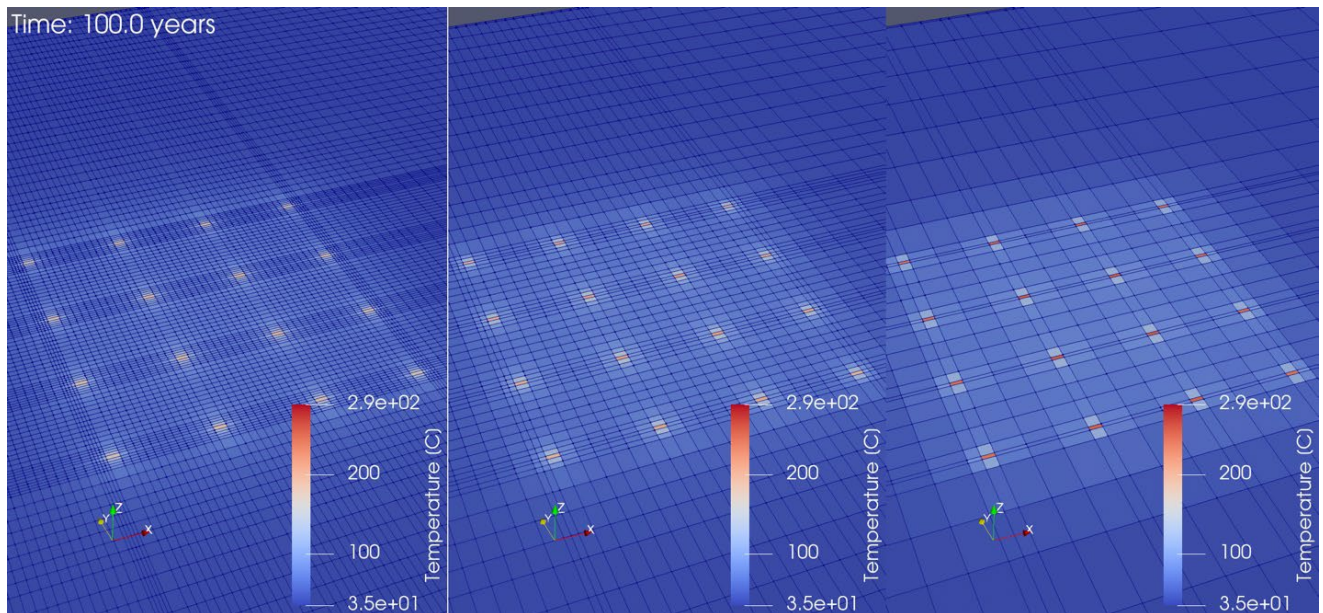 Time: 100.0 years
2.9e+02
200
100
3.5e+01
Temperature (C)
Z
Y
X
2.9e+02
200
100
3.5e+01
Temperature (C)
Z
Y
X
2.9e+02
200
100
3.5e+01
Temperature (C)
Z
Y
X